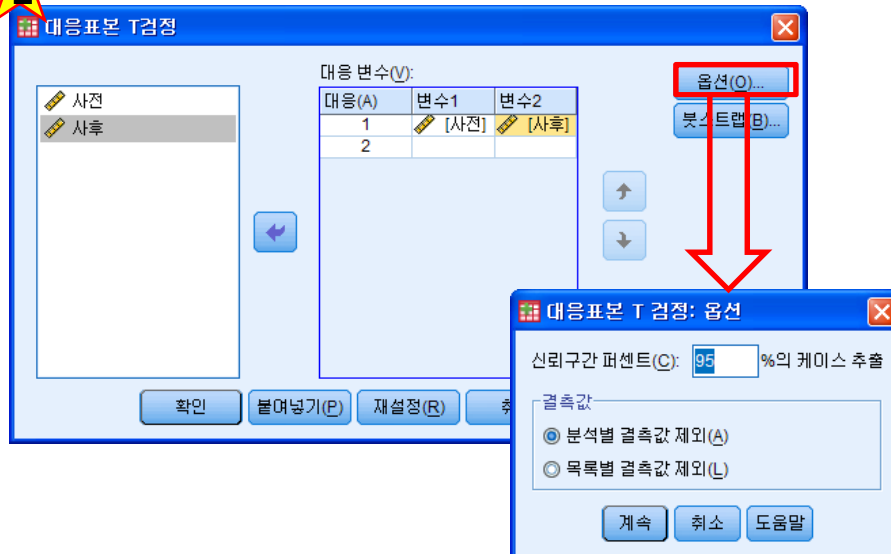 대응표본 T검정
대응 변수(V):
사전
사후
대응(A) 변수1 변수2
1 [사전] [사후]
2
옵션(O)...
붓스트랩(B)...
확인 붙여넣기(P) 재설정(R)
대응표본 T 검정: 옵션
신뢰구간 퍼센트(C): 95 %의 케이스 추출
결측값
분석별 결측값 제외(A)
목록별 결측값 제외(L)
계속 취소 도움말